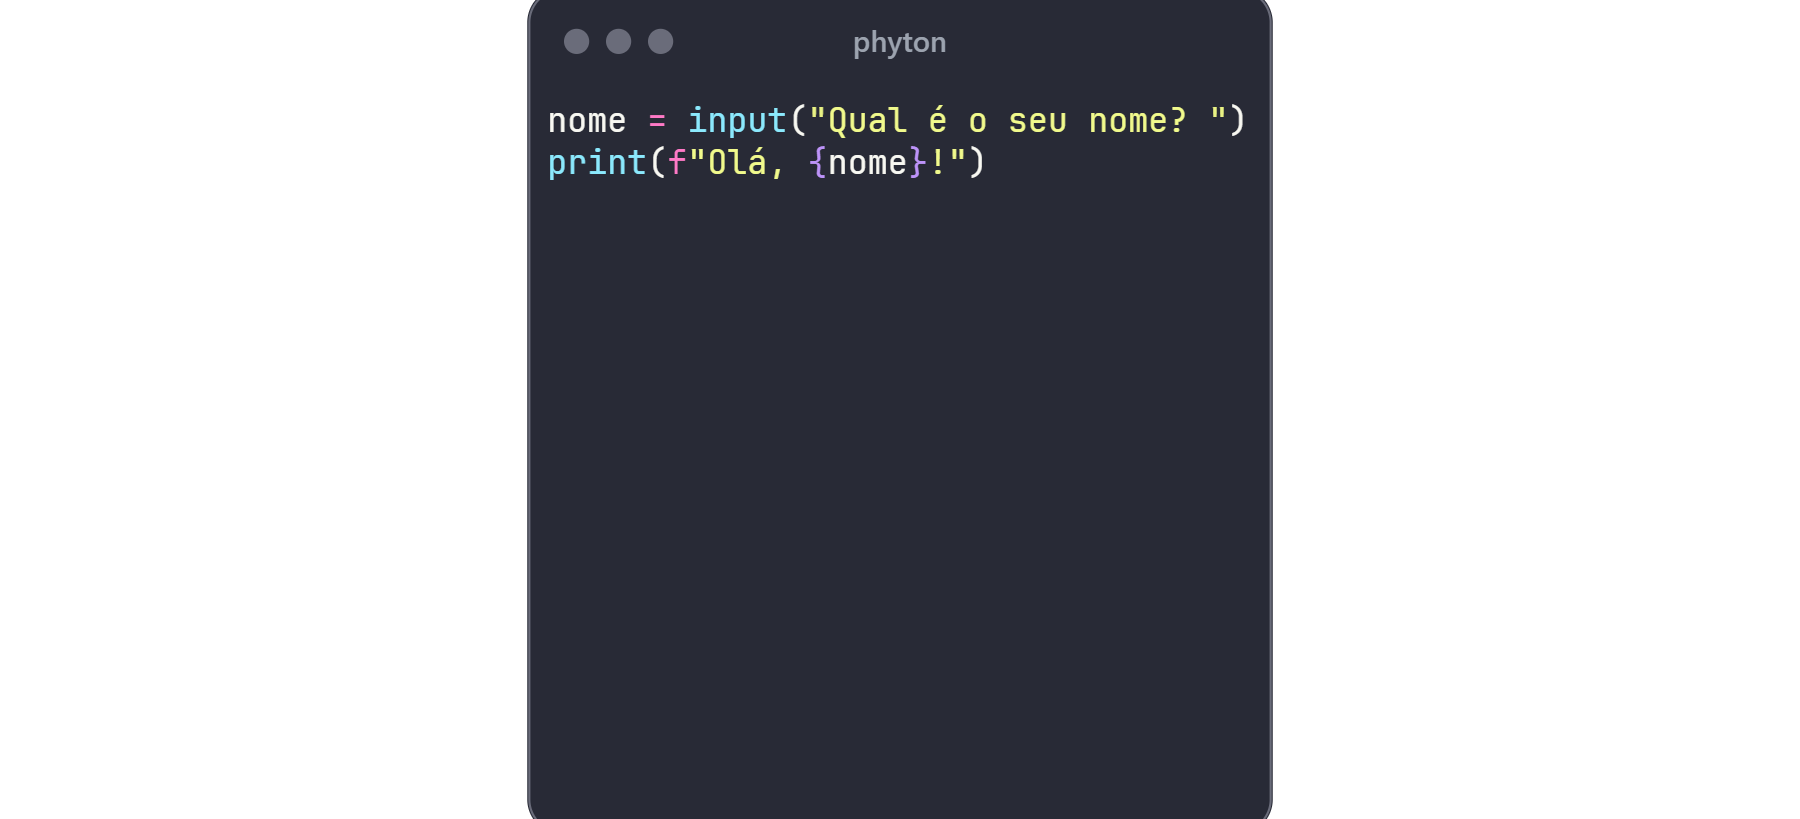 phyton
nome = input("Qual é o seu nome? ")
print(f"Olá, {nome}!")